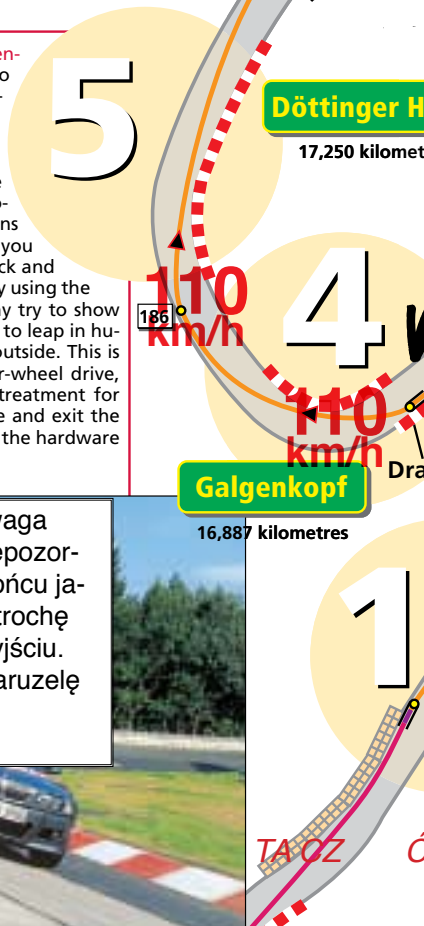 en-
o
-
o-
ns
you
ck and
y using the
y try to show
to leap in hu-
outside. This is
r-wheel drive,
treatment for
e and exit the
the hardware
5
Döttinger H
17,250 kilomet
4
110
km/h
186
110
km/h
Dra
Galgenkopf
16,887 kilometres
waga
epozor-
ońcu ja-
trochę
yjściu.
aruzelę
1
TA CZ